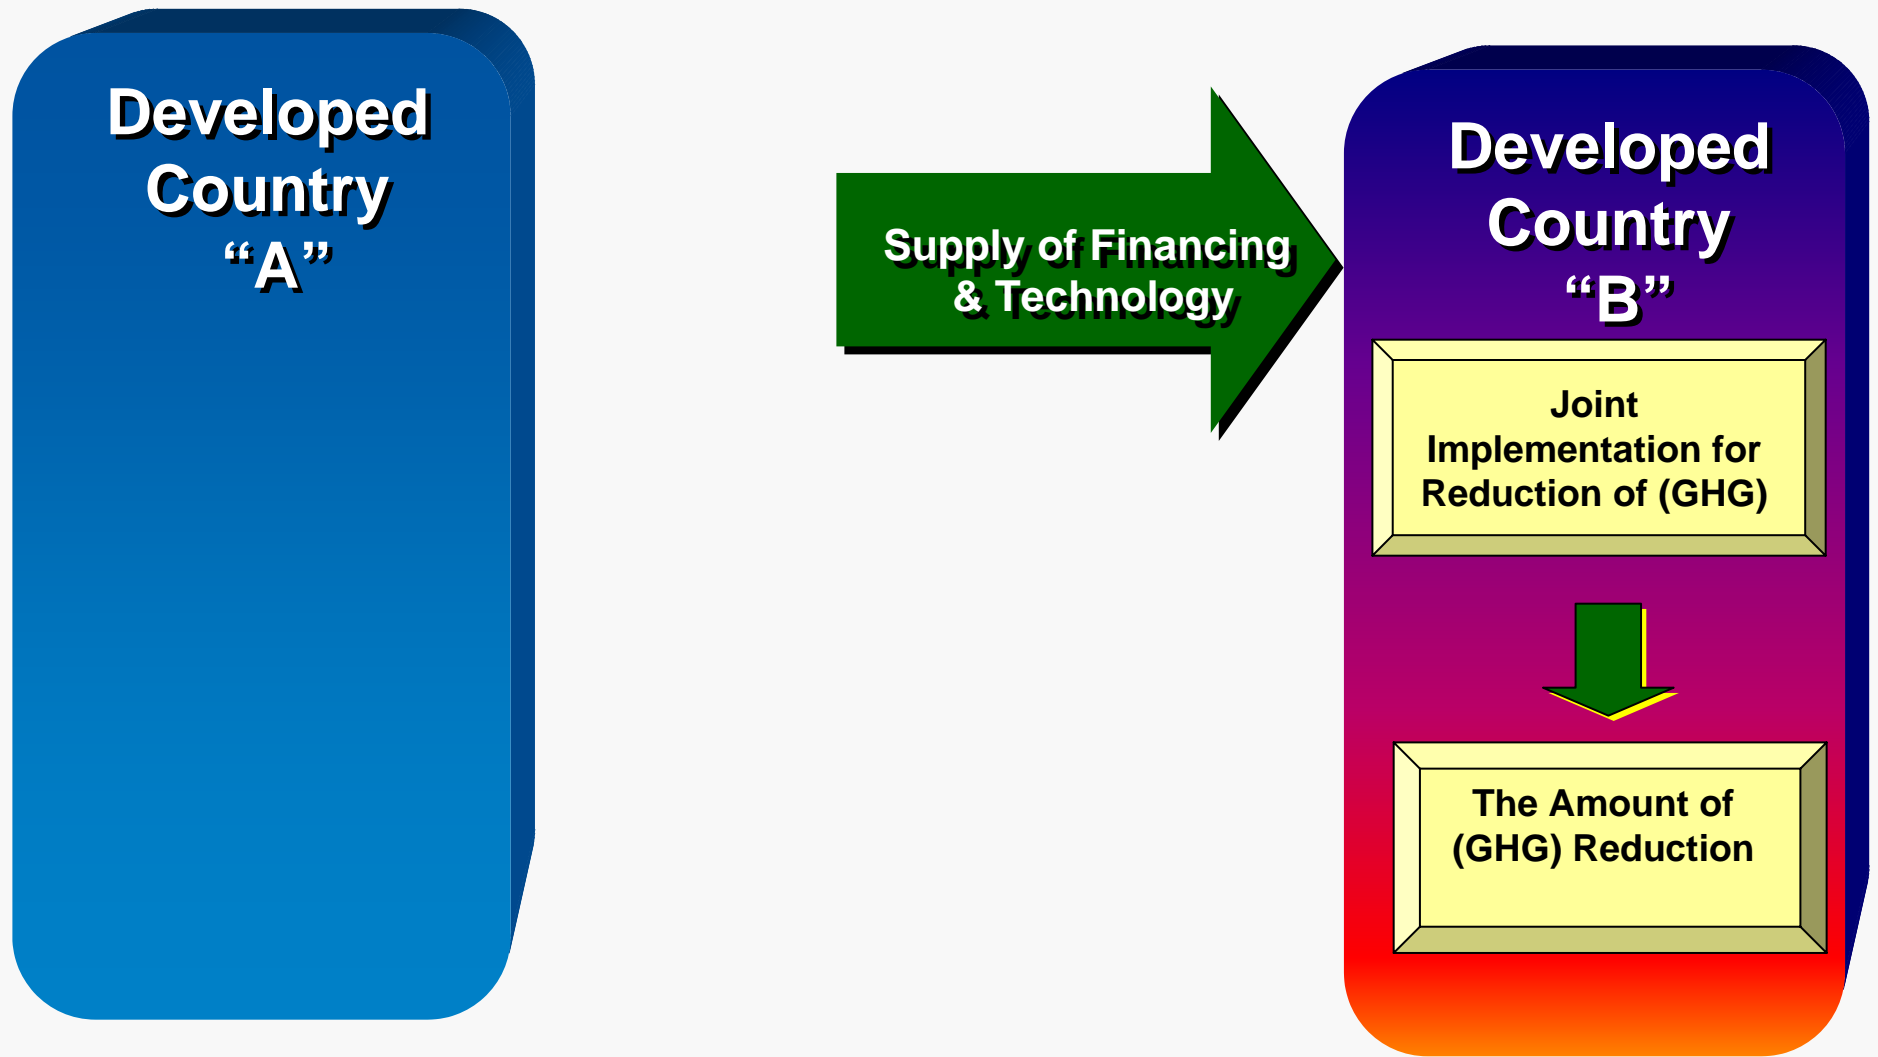 Developed
Country
“A”
Supply of Financing
& Technology
Developed
Country
“B”
Joint
Implementation for
Reduction of (GHG)
The Amount of
(GHG) Reduction